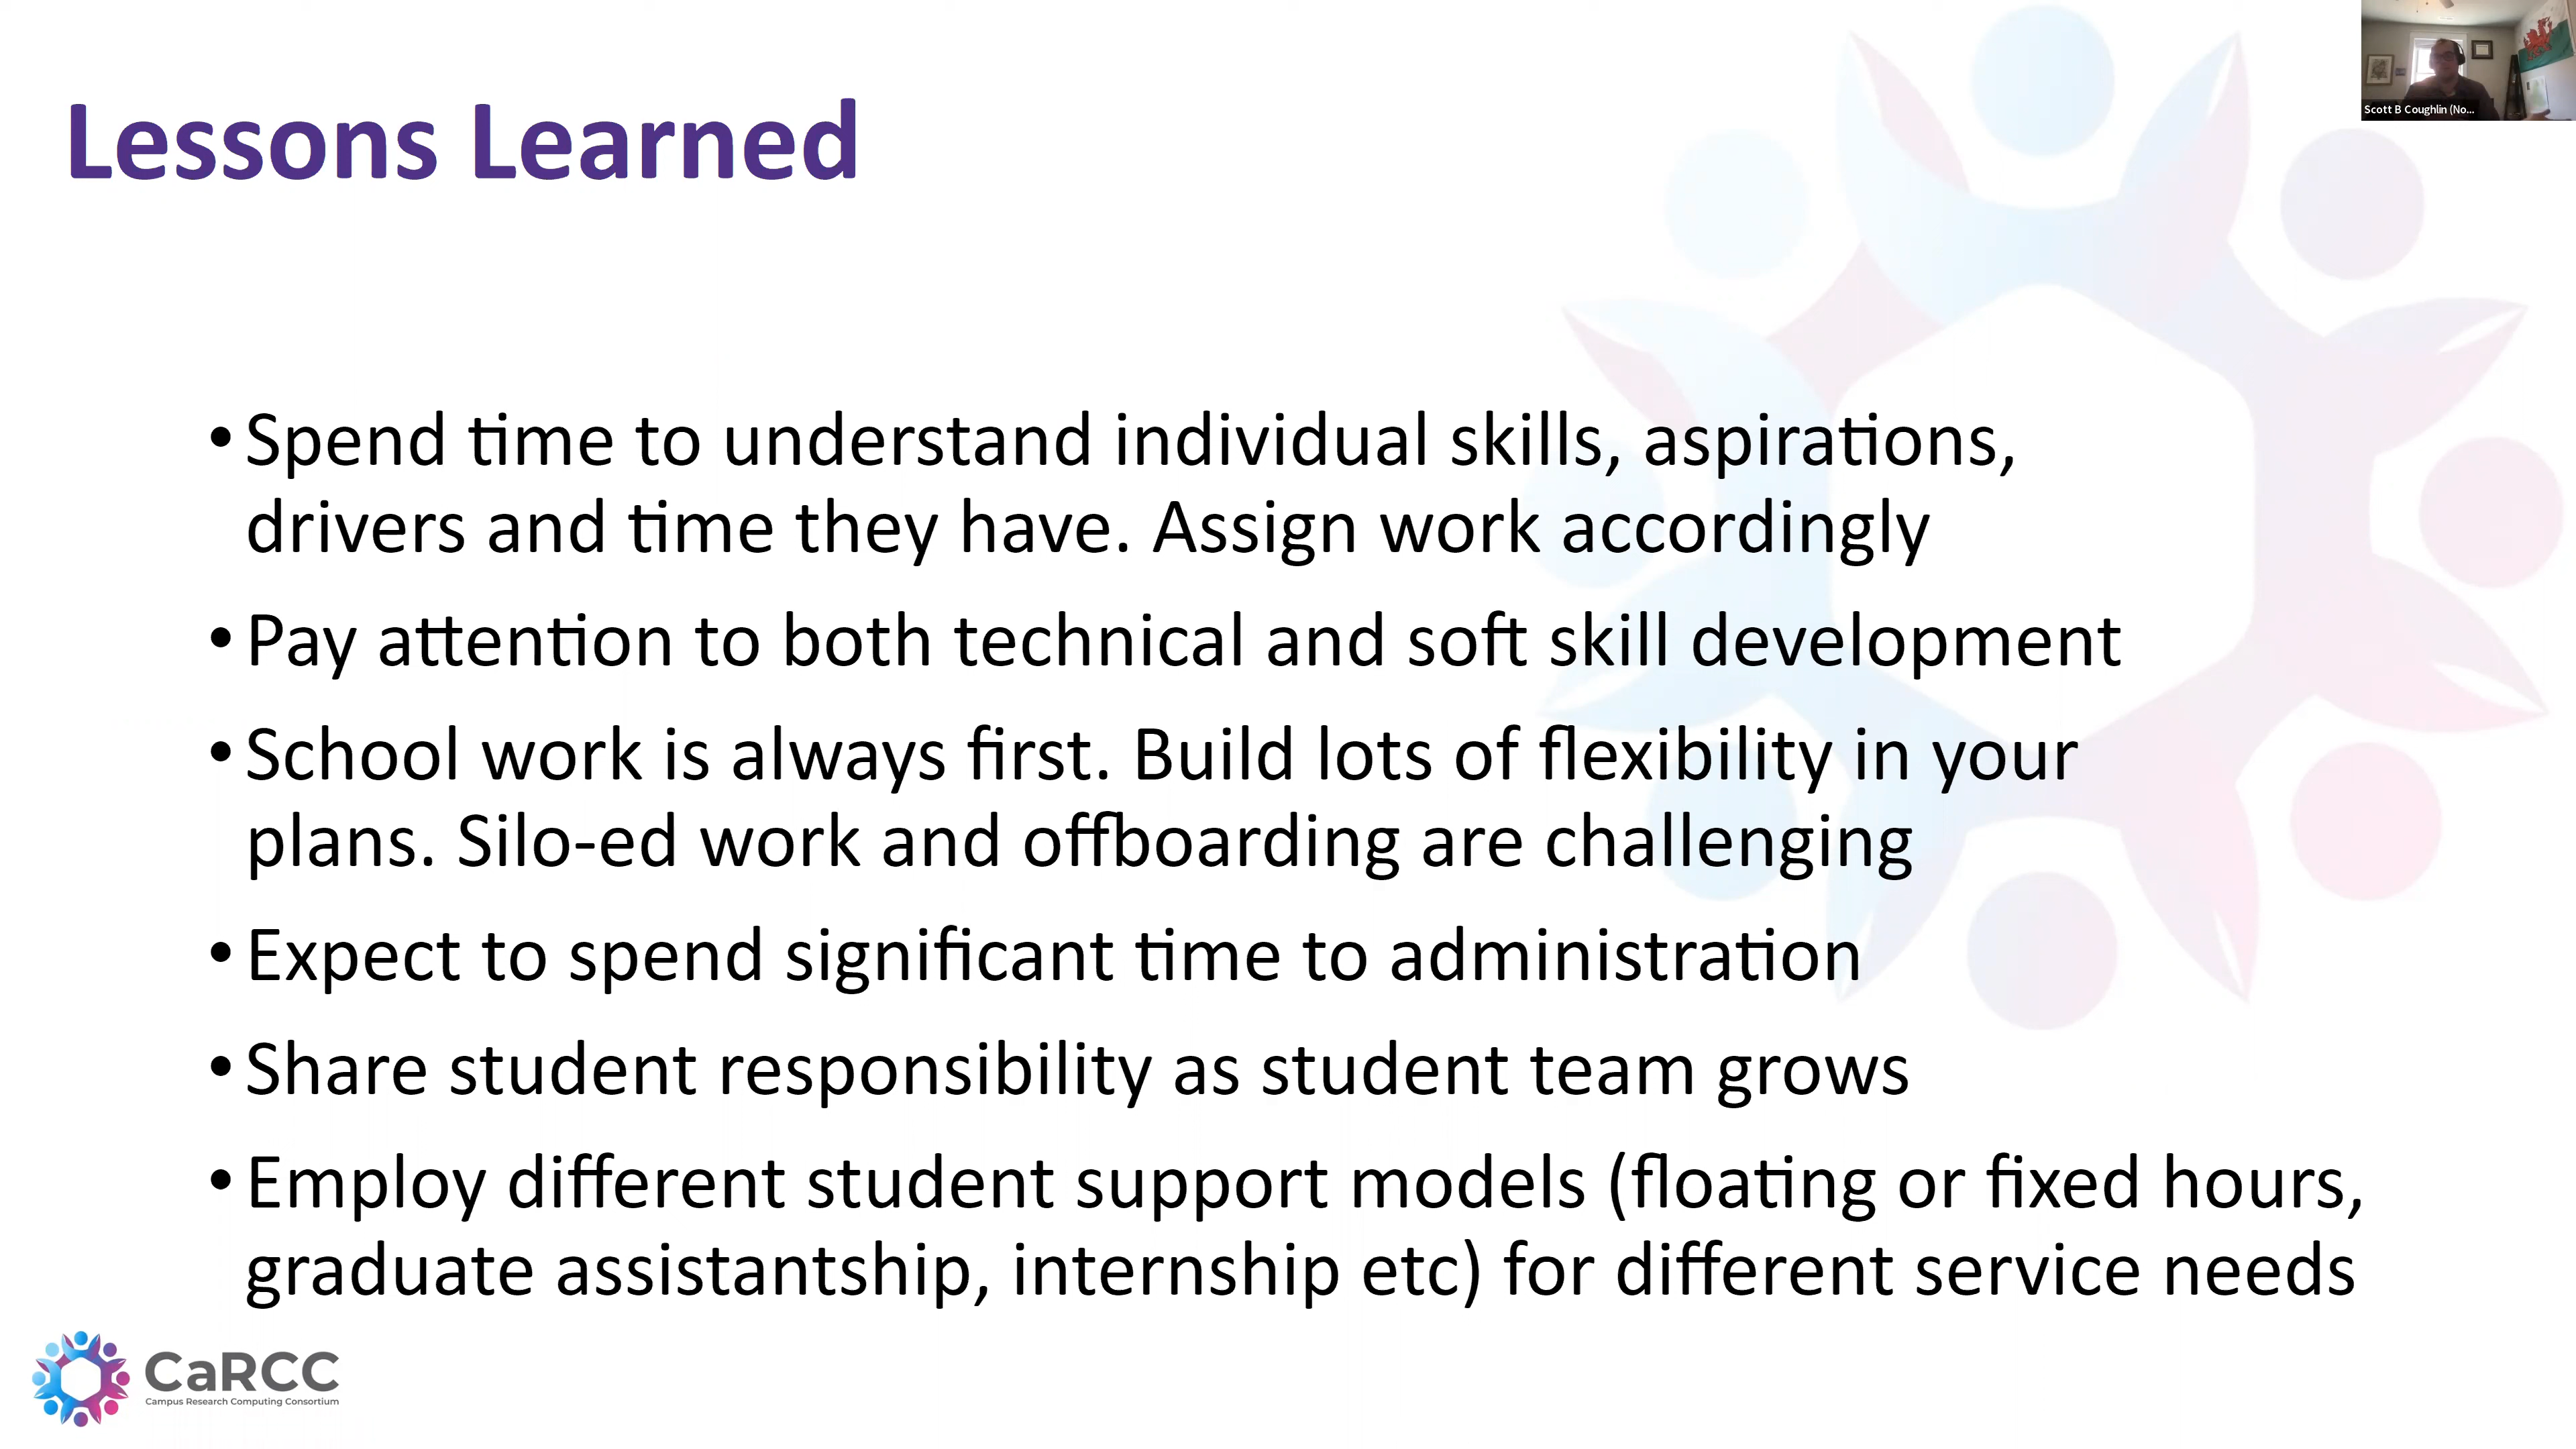 Scott B Coughlin (No...
Lessons Learned
• Spend time to understand individual skills, aspirations,
drivers and time they have. Assign work accordingly
• Pay attention to both technical and soft skill development
• School work is always first. Build lots of flexibility in your
plans. Silo-ed work and offboarding are challenging
• Expect to spend significant time to administration
• Share student responsibility as student team grows
• Employ different student support models (floating or fixed hours,
graduate assistantship, internship etc) for different service needs
CaRCC
Campus Research Computing Consortium